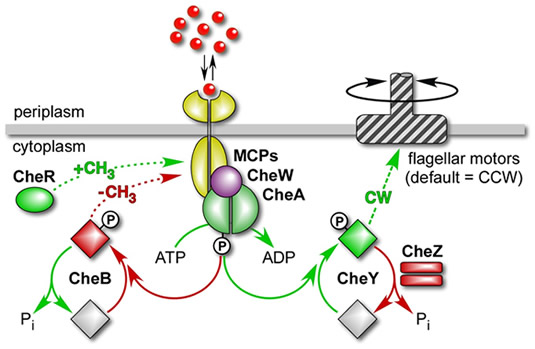 periplasm
cytoplasm
CheR
+CH3
-CH3
MCPs
CheW
CheA
flagellar motors
(default = CCW)
CW
P
P
P
ATP
ADP
CheB
CheY
CheZ
Pi
Pi